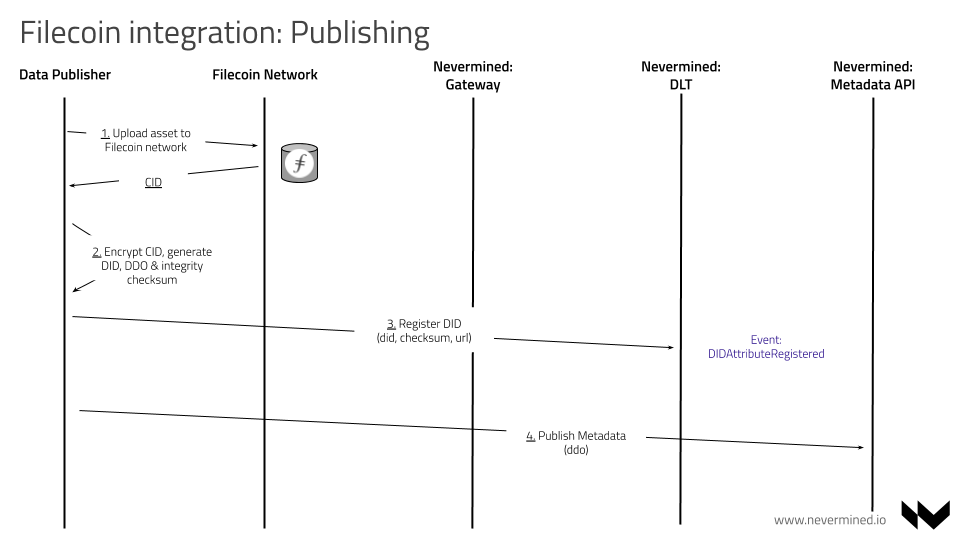 Filecoin integration: Publishing
Data Publisher
Filecoin Network
Nevermined:
Gateway
Nevermined:
DLT
Nevermined:
Metadata API
1. Upload asset to
Filecoin network
CID
2. Encrypt CID, generate
DID, DDO & integrity
checksum
3. Register DID
(did, checksum, url)
Event:
DIDAttributeRegistered
4. Publish Metadata
(ddo)
www.nevermined.io